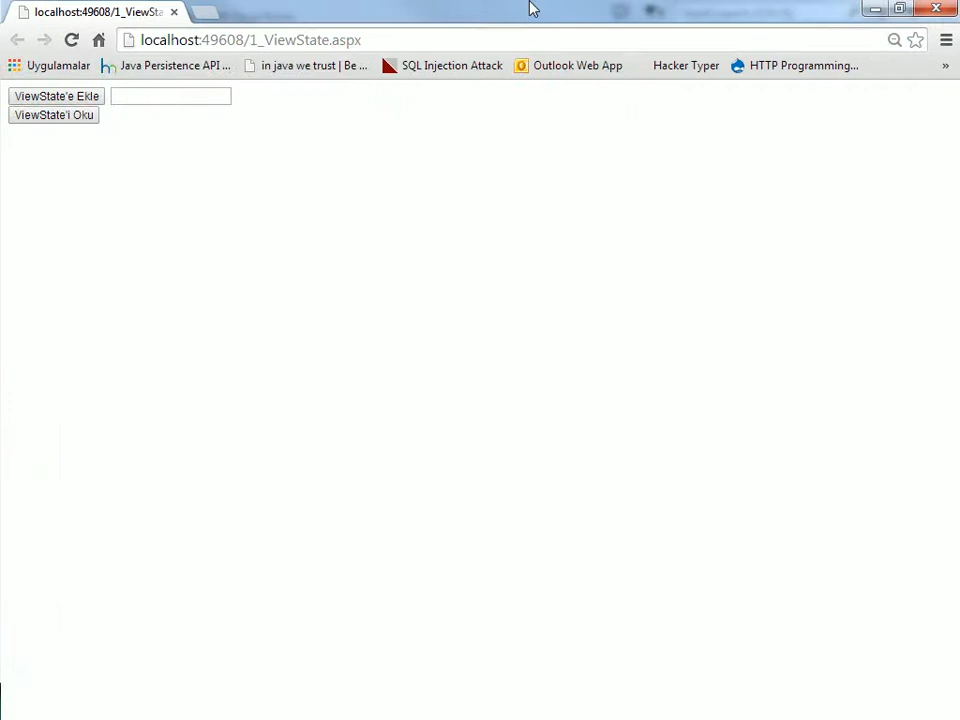 localhost:49608/1_ViewSta
localhost:49608/1_ViewState.aspx
Uygulamalar Java Persistence API ... in java we trust | Be ... SQL Injection Attack Outlook Web App Hacker Typer HTTP Programming... »
ViewState'e Ekle
ViewState'i Oku